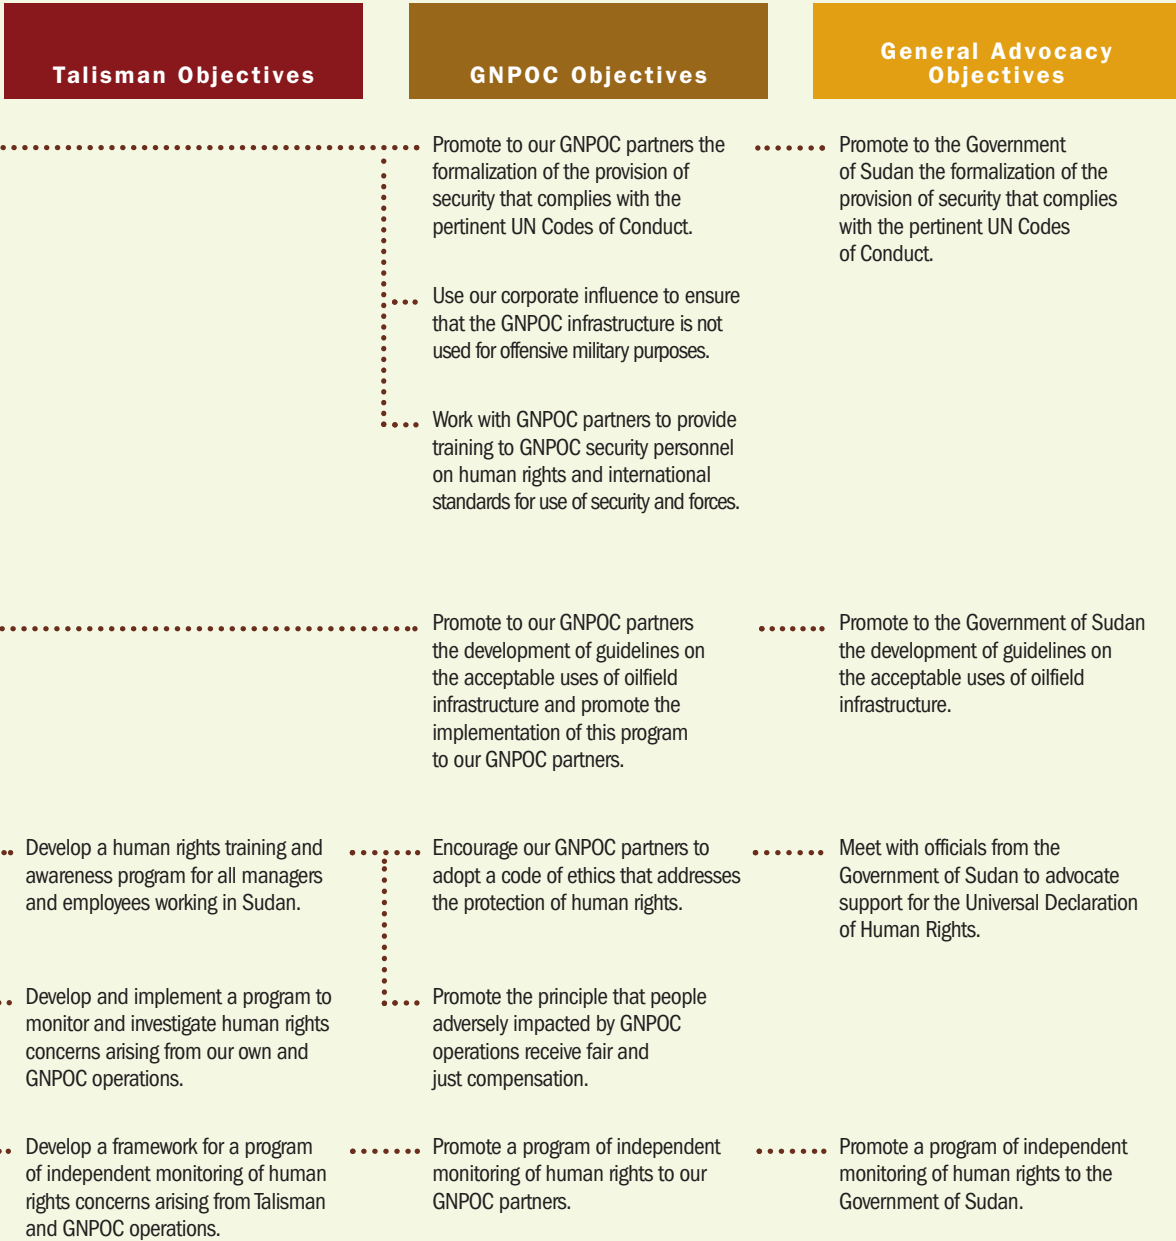 Talisman Objectives
GNPOC Objectives
General Advocacy
Objectives
Promote to our GNPOC partners the
formalization of the provision of
security that complies with the
pertinent UN Codes of Conduct.
Promote to the Government
of Sudan the formalization of the
provision of security that complies
with the pertinent UN Codes
of Conduct.
Use our corporate influence to ensure
that the GNPOC infrastructure is not
used for offensive military purposes.
Work with GNPOC partners to provide
training to GNPOC security personnel
on human rights and international
standards for use of security and forces.
Promote to our GNPOC partners
the development of guidelines on
the acceptable uses of oilfield
infrastructure and promote the
implementation of this program
to our GNPOC partners.
Promote to the Government of Sudan
the development of guidelines on
the acceptable uses of oilfield
infrastructure.
Develop a human rights training and
awareness program for all managers
and employees working in Sudan.
Encourage our GNPOC partners to
adopt a code of ethics that addresses
the protection of human rights.
Meet with officials from the
Government of Sudan to advocate
support for the Universal Declaration
of Human Rights.
Develop and implement a program to
monitor and investigate human rights
concerns arising from our own and
GNPOC operations.
Promote the principle that people
adversely impacted by GNPOC
operations receive fair and
just compensation.
Develop a framework for a program
of independent monitoring of human
rights concerns arising from Talisman
and GNPOC operations.
Promote a program of independent
monitoring of human rights to our
GNPOC partners.
Promote a program of independent
monitoring of human rights to the
Government of Sudan.